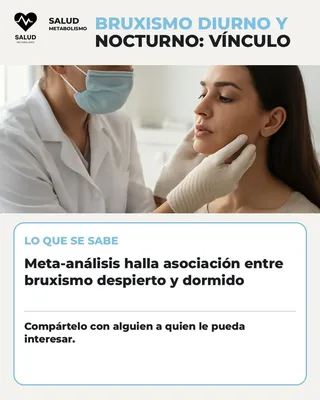 SALUD
SALUD
METABOLISMO
BRUXISMO DIURNO Y
NOCTURNO: VÍNCULO
LO QUE SE SABE
Meta-análisis halla asociación entre
bruxismo despierto y dormido
Compártelo con alguien a quien le pueda
interesar.